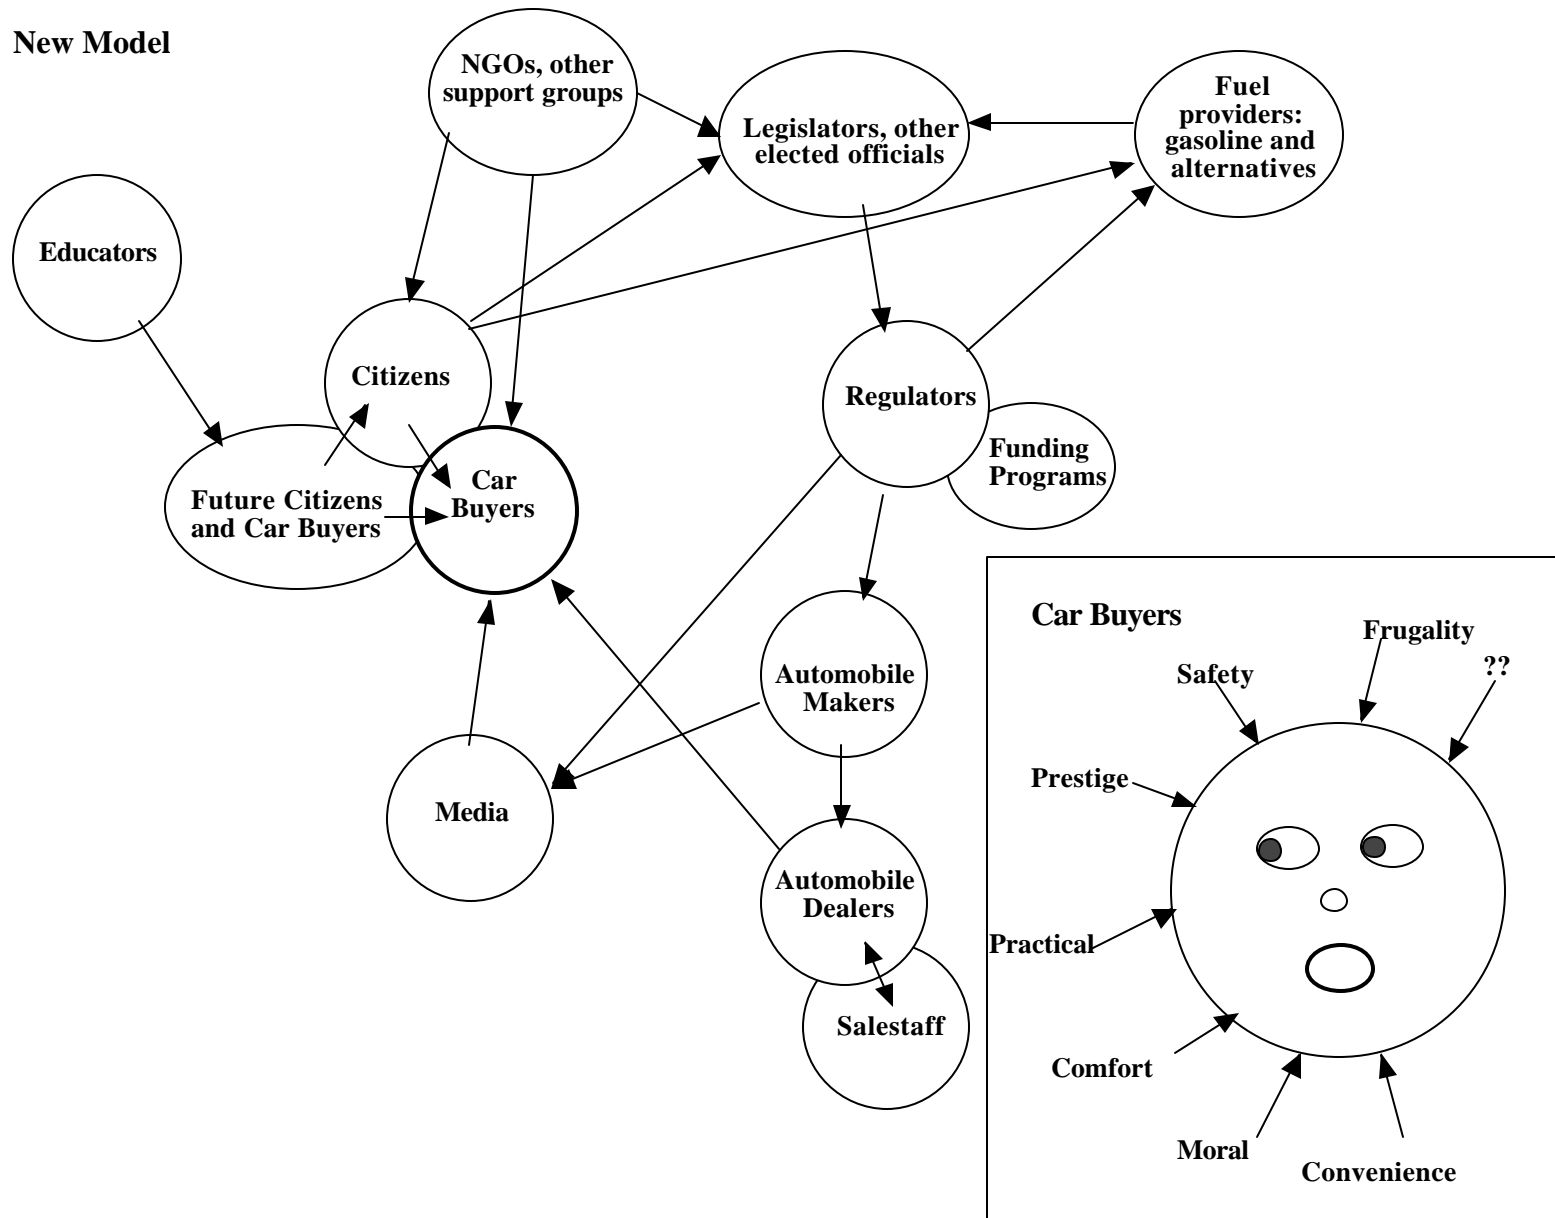 New Model
NGOs, other
support groups
Legislators, other
elected officials
Fuel
providers:
gasoline and
alternatives
Educators
Citizens
Regulators
Funding
Programs
Car
Buyers
Future Citizens
and Car Buyers
Automobile
Makers
Media
Automobile
Dealers
Salestaff
Car Buyers
Frugality
??
Safety
Prestige
Practical
Comfort
Moral
Convenience